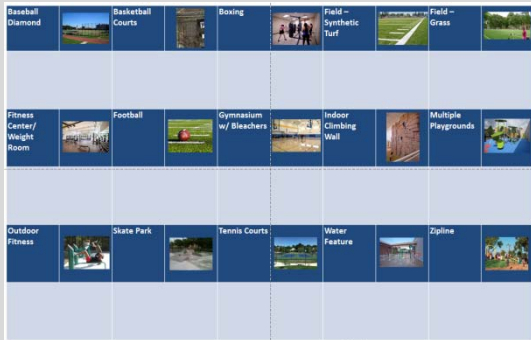 Baseball
Diamond
Basketball
Courts
Boxing
Field –
Synthetic
Turf
Field –
Grass
Fitness
Center/
Weight
Room
Football
Gymnasium
w/ Bleachers
Indoor
Climbing
Wall
Multiple
Playgrounds
Outdoor
Fitness
Skate Park
Tennis Courts
Water
Feature
Zipline